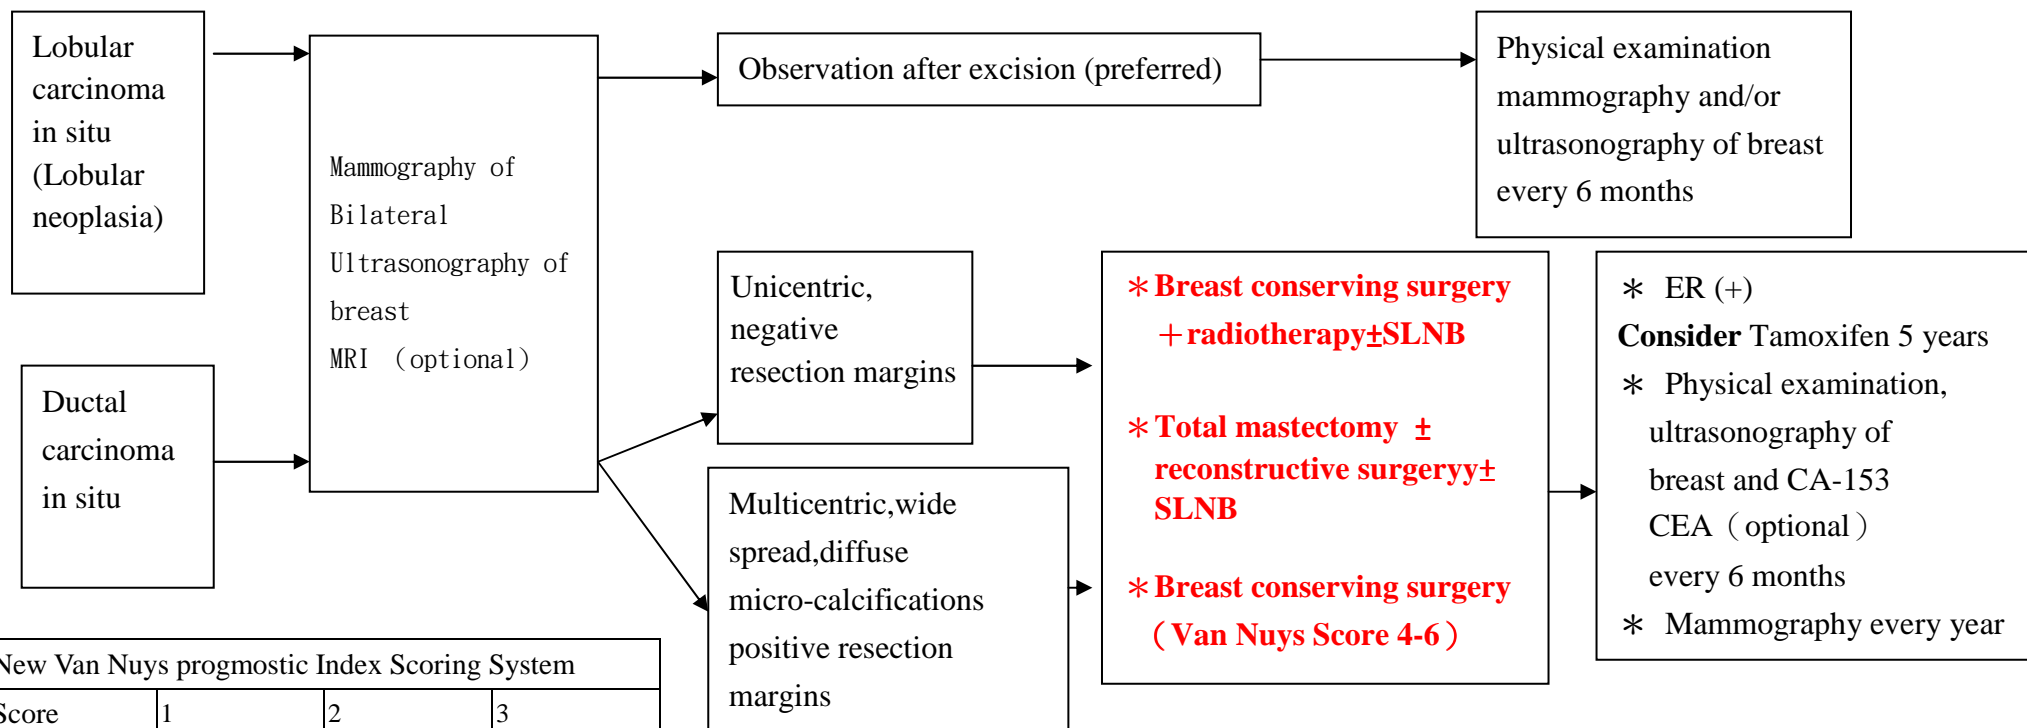 Lobular
carcinoma
in situ
(Lobular
neoplasia)
Ductal
carcinoma
in situ
Mammography of
Bilateral
Ultrasonography of
breast
MRI （optional）
Observation after excision (preferred)
Physical examination
mammography and/or
ultrasonography of breast
every 6 months
Unicentric,
negative
resection margins
Multicentric,wide
spread,diffuse
micro-calcifications
positive resection
margins
＊Breast conserving surgery
＋radiotherapy±SLNB
＊Total mastectomy ±
reconstructive surgeryy±
SLNB
＊Breast conserving surgery
（Van Nuys Score 4-6）
＊ ER (+)
Consider Tamoxifen 5 years
＊ Physical examination,
ultrasonography of
breast and CA-153
CEA（optional）
every 6 months
＊ Mammography every year
New Van Nuys progmostic Index Scoring System
Score 1 2 3